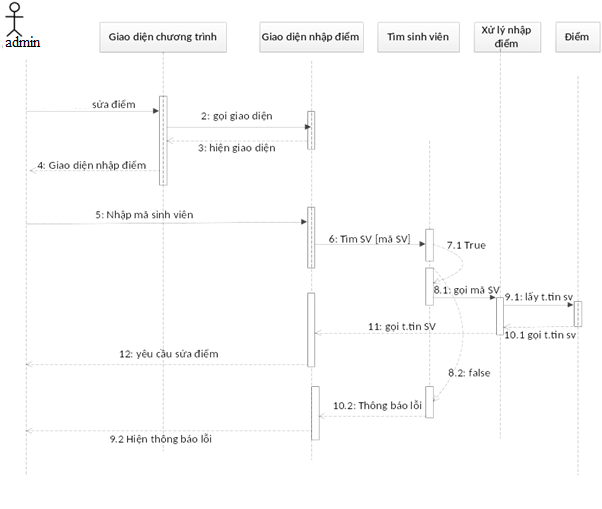 admin
Giao diện chương trình
Giao diện nhập điểm
Tìm sinh viên
Xử lý nhập
điểm
Điểm
sửa điểm
2: gọi giao diện
3: hiện giao diện
4: Giao diện nhập điểm
5: Nhập mã sinh viên
6: Tìm SV [mã SV]
7.1 True
8.1: gọi mã SV
9.1: lấy t.tin sv
11: gọi t.tin SV
10.1 gọi t.tin sv
12: yêu cầu sửa điểm
8.2: false
10.2: Thông báo lỗi
9.2 Hiện thông báo lỗi